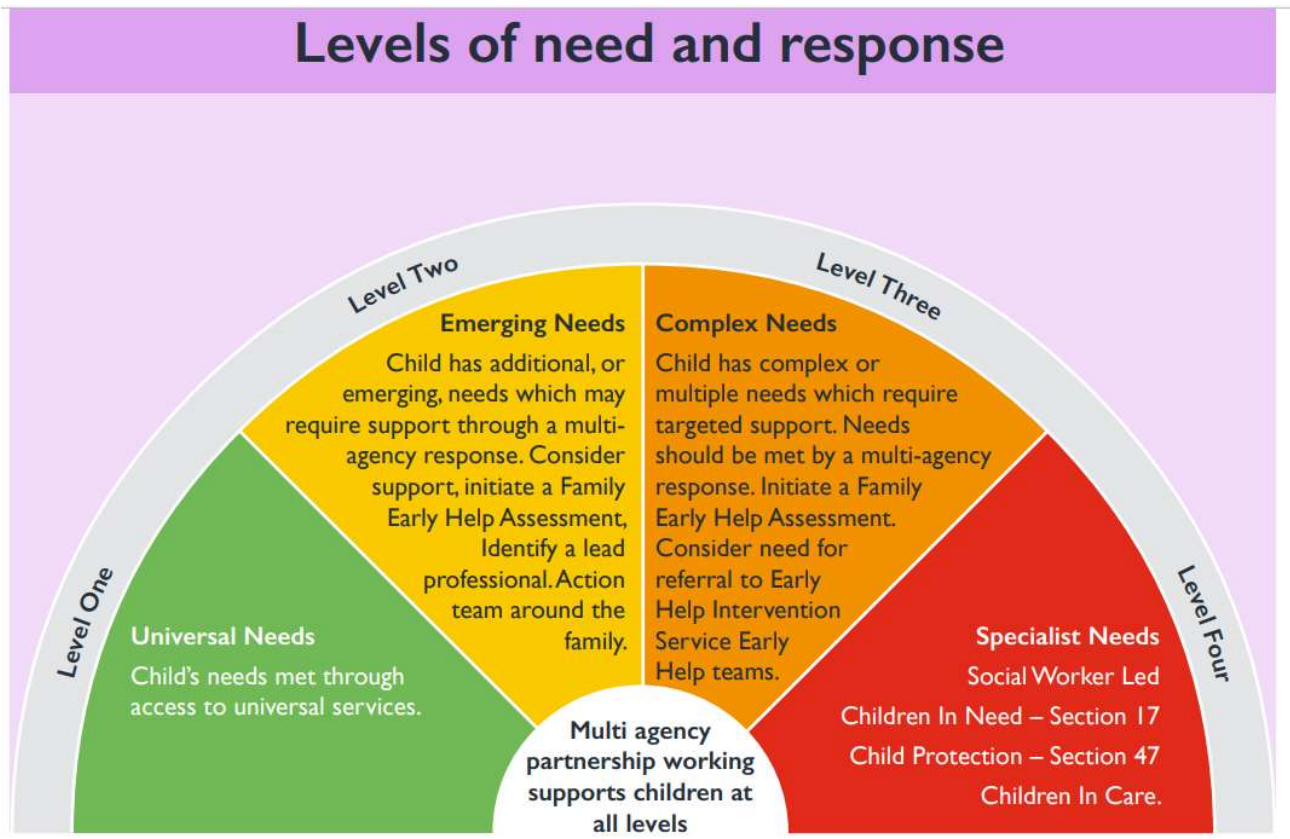 Levels of need and response
Level One
Universal Needs
Child's needs met through
access to universal services.
Level Two
Emerging Needs
Child has additional, or
emerging, needs which may
require support through a multi-
agency response. Consider
support, initiate a Family
Early Help Assessment,
Identify a lead
professional. Action
team around the
family.
Level Three
Complex Needs
Child has complex or
multiple needs which require
targeted support. Needs
should be met by a multi-agency
response. Initiate a Family
Early Help Assessment.
Consider need for
referral to Early
Help Intervention
Service Early
Help teams.
Level Four
Specialist Needs
Social Worker Led
Children In Need – Section 17
Child Protection – Section 47
Children In Care.
Multi agency
partnership working
supports children at
all levels